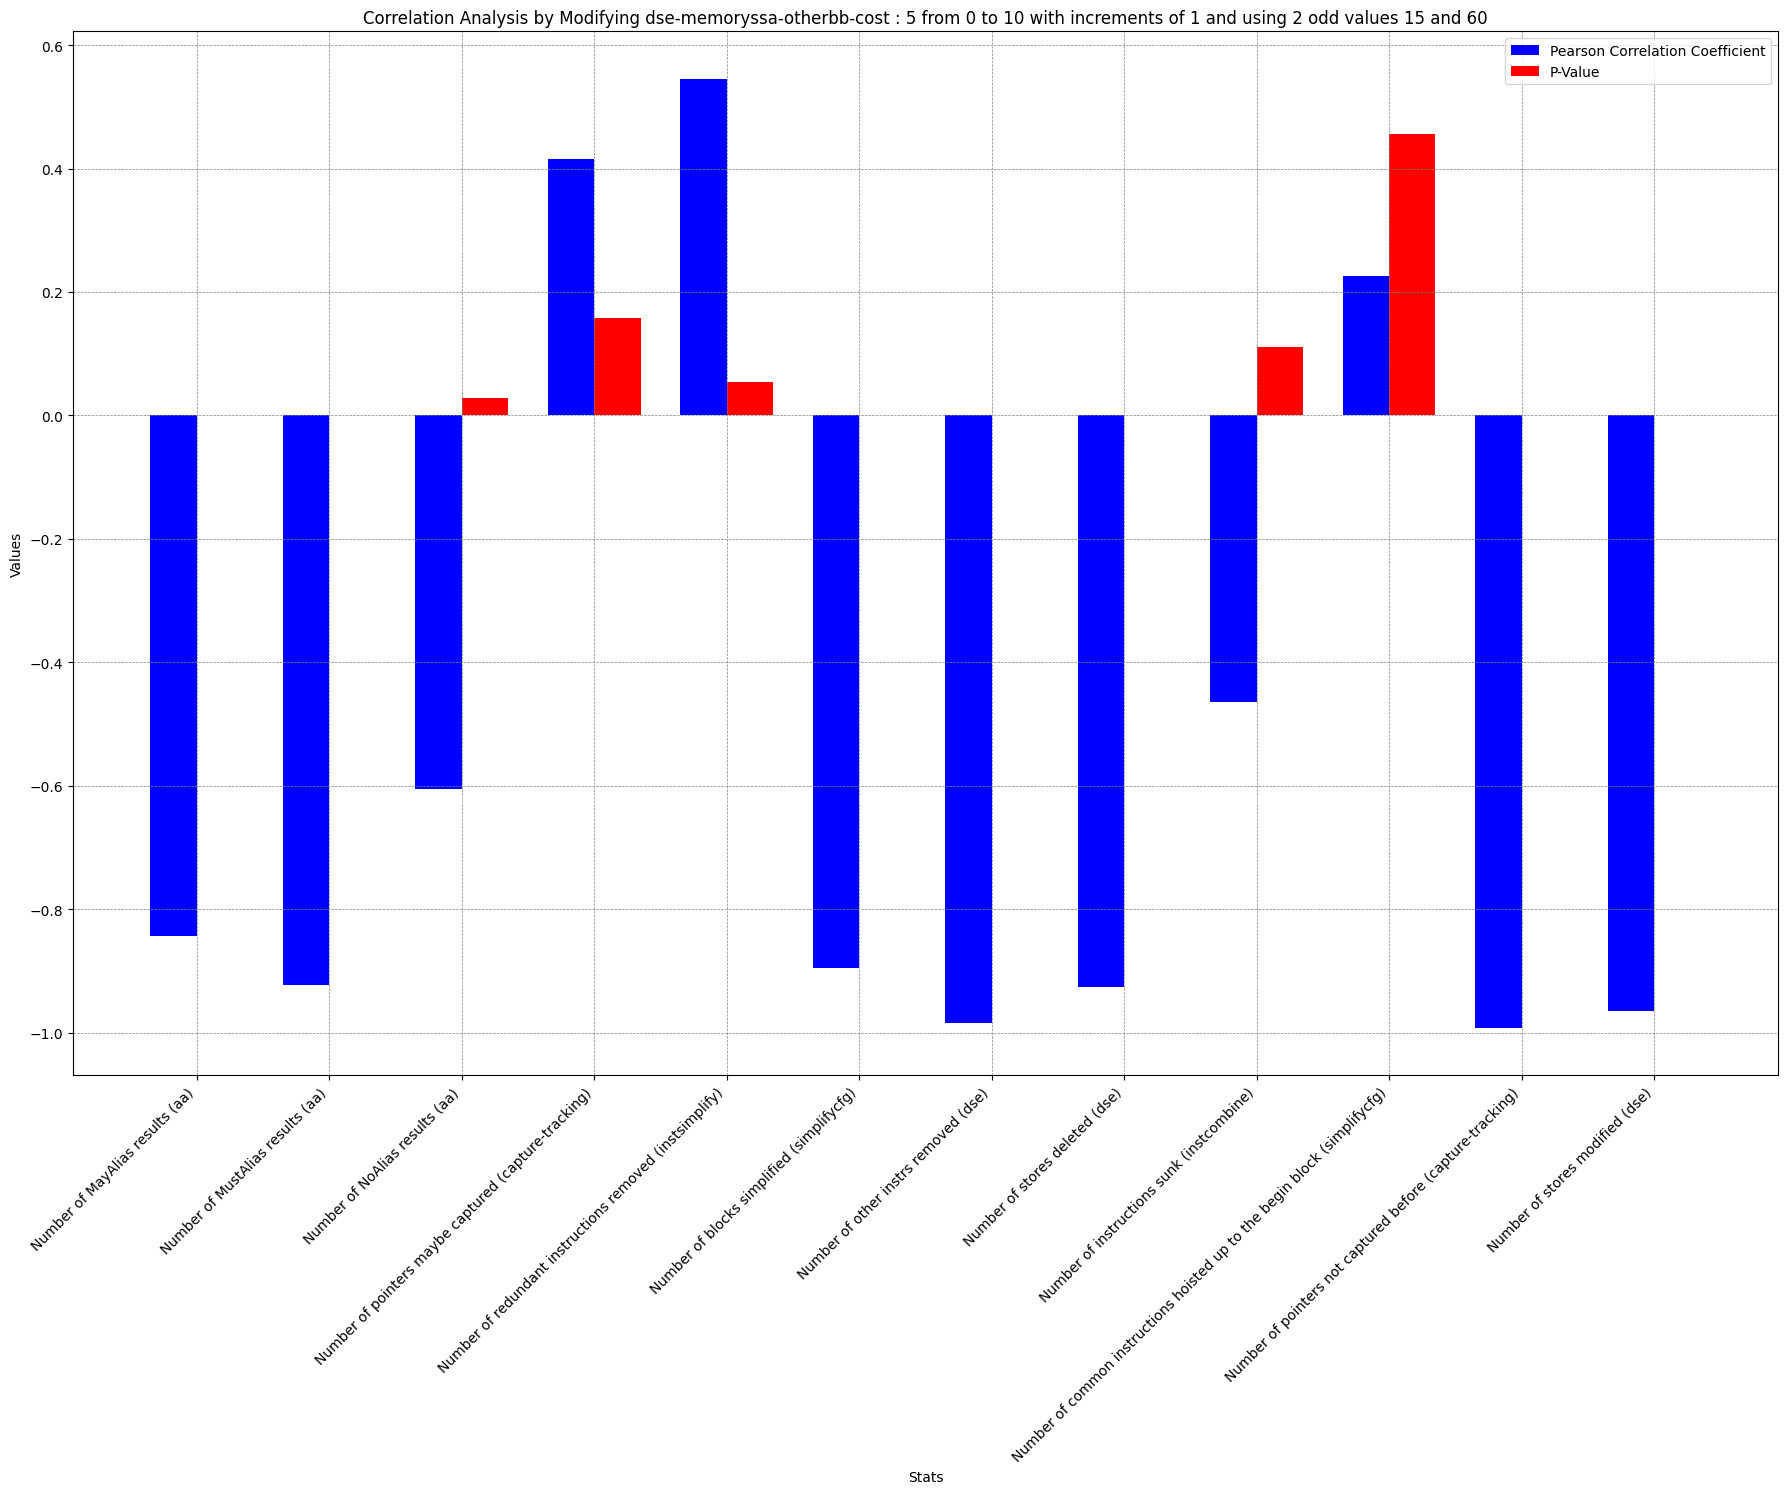 Correlation Analysis by Modifying dse-memoryssa-otherbb-cost : 5 from 0 to 10 with increments of 1 and using 2 odd values 15 and 60
Pearson Correlation Coefficient
P-Value
0.6
0.4
0.2
0.0
−0.2
−0.4
−0.6
−0.8
−1.0
Values
Number of MayAlias results (aa)
Number of MustAlias results (aa)
Number of NoAlias results (aa)
Number of pointers maybe captured (capture-tracking)
Number of redundant instructions removed (instsimplify)
Number of blocks simplified (simplifycfg)
Number of other instrs removed (dse)
Number of stores deleted (dse)
Number of instructions sunk (instcombine)
Number of common instructions hoisted up to the begin block (simplifycfg)
Number of pointers not captured before (capture-tracking)
Number of stores modified (dse)
Stats